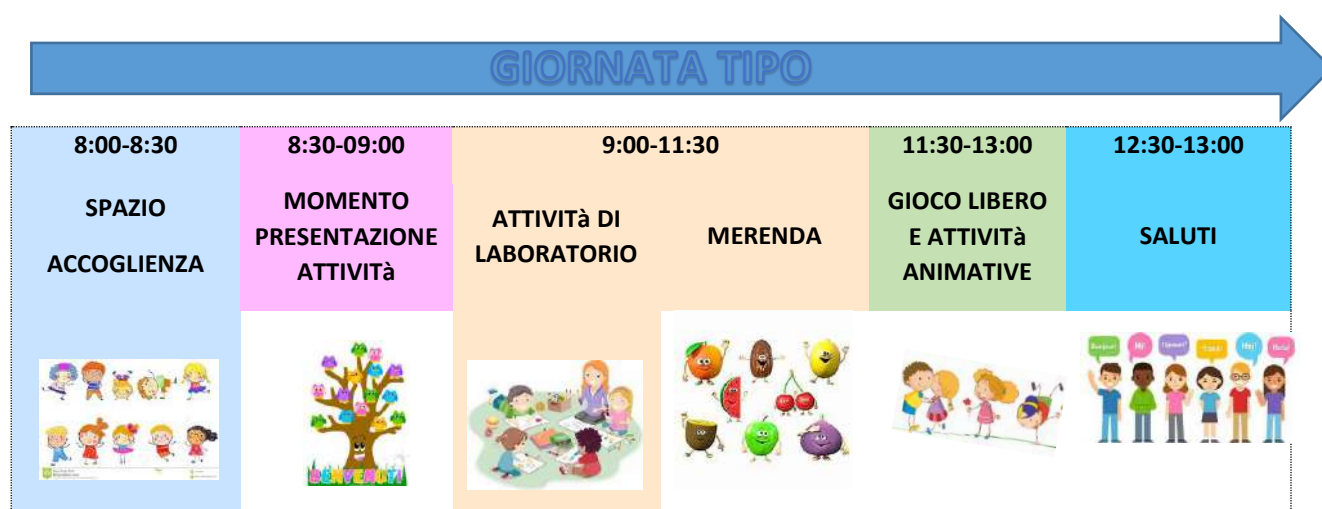 GIORNATA TIPO
8:00-8:30
8:30-09:00
9:00-11:30
11:30-13:00
12:30-13:00
SPAZIO
ACCOGLIENZA
MOMENTO
PRESENTAZIONE
ATTIVITà
ATTIVITà DI
LABORATORIO
MERENDA
GIOCO LIBERO
E ATTIVITà
ANIMATIVE
SALUTI
BENVENUTI